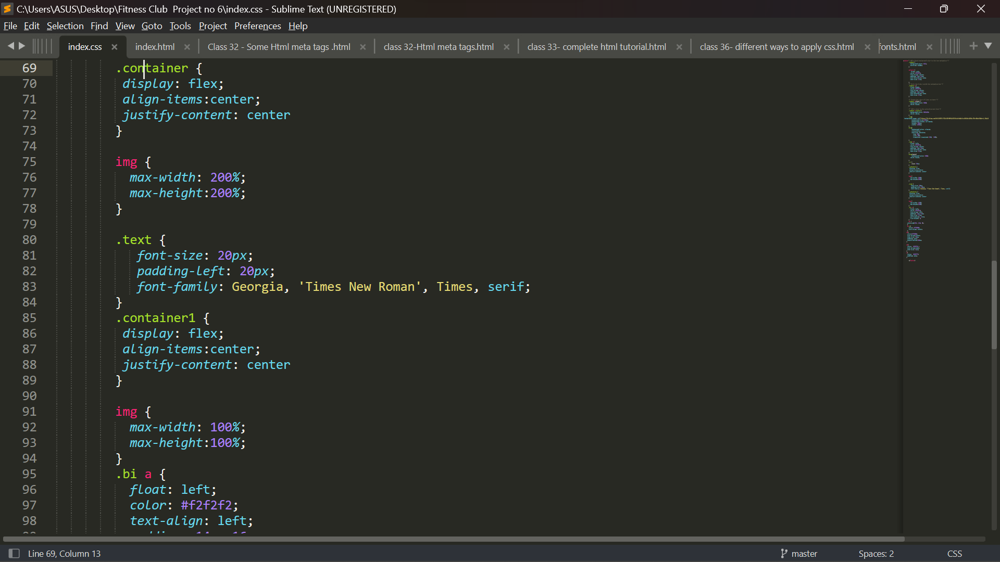 C:\Users\ASUS\Desktop\Fitness Club  Project no 6\index.css - Sublime Text (UNREGISTERED)
File Edit Selection Find View Goto Tools Project Preferences Help
index.css index.html Class 32 - Some Html meta tags .html class 32-Html meta tags.html class 33- complete html tutorial.html class 36- different ways to apply css.html fonts.html
69 .container {
70 display: flex;
71 align-items:center;
72 justify-content: center
73 }
74
75 img {
76 max-width: 200%;
77 max-height:200%;
78 }
79
80 .text {
81 font-size: 20px;
82 padding-left: 20px;
83 font-family: Georgia, 'Times New Roman', Times, serif;
84 }
85 .container1 {
86 display: flex;
87 align-items:center;
88 justify-content: center
89 }
90
91 img {
92 max-width: 100%;
93 max-height:100%;
94 }
95 .bi a {
96 float: left;
97 color: #f2f2f2;
98 text-align: left;
Line 69, Column 13 master Spaces: 2 CSS